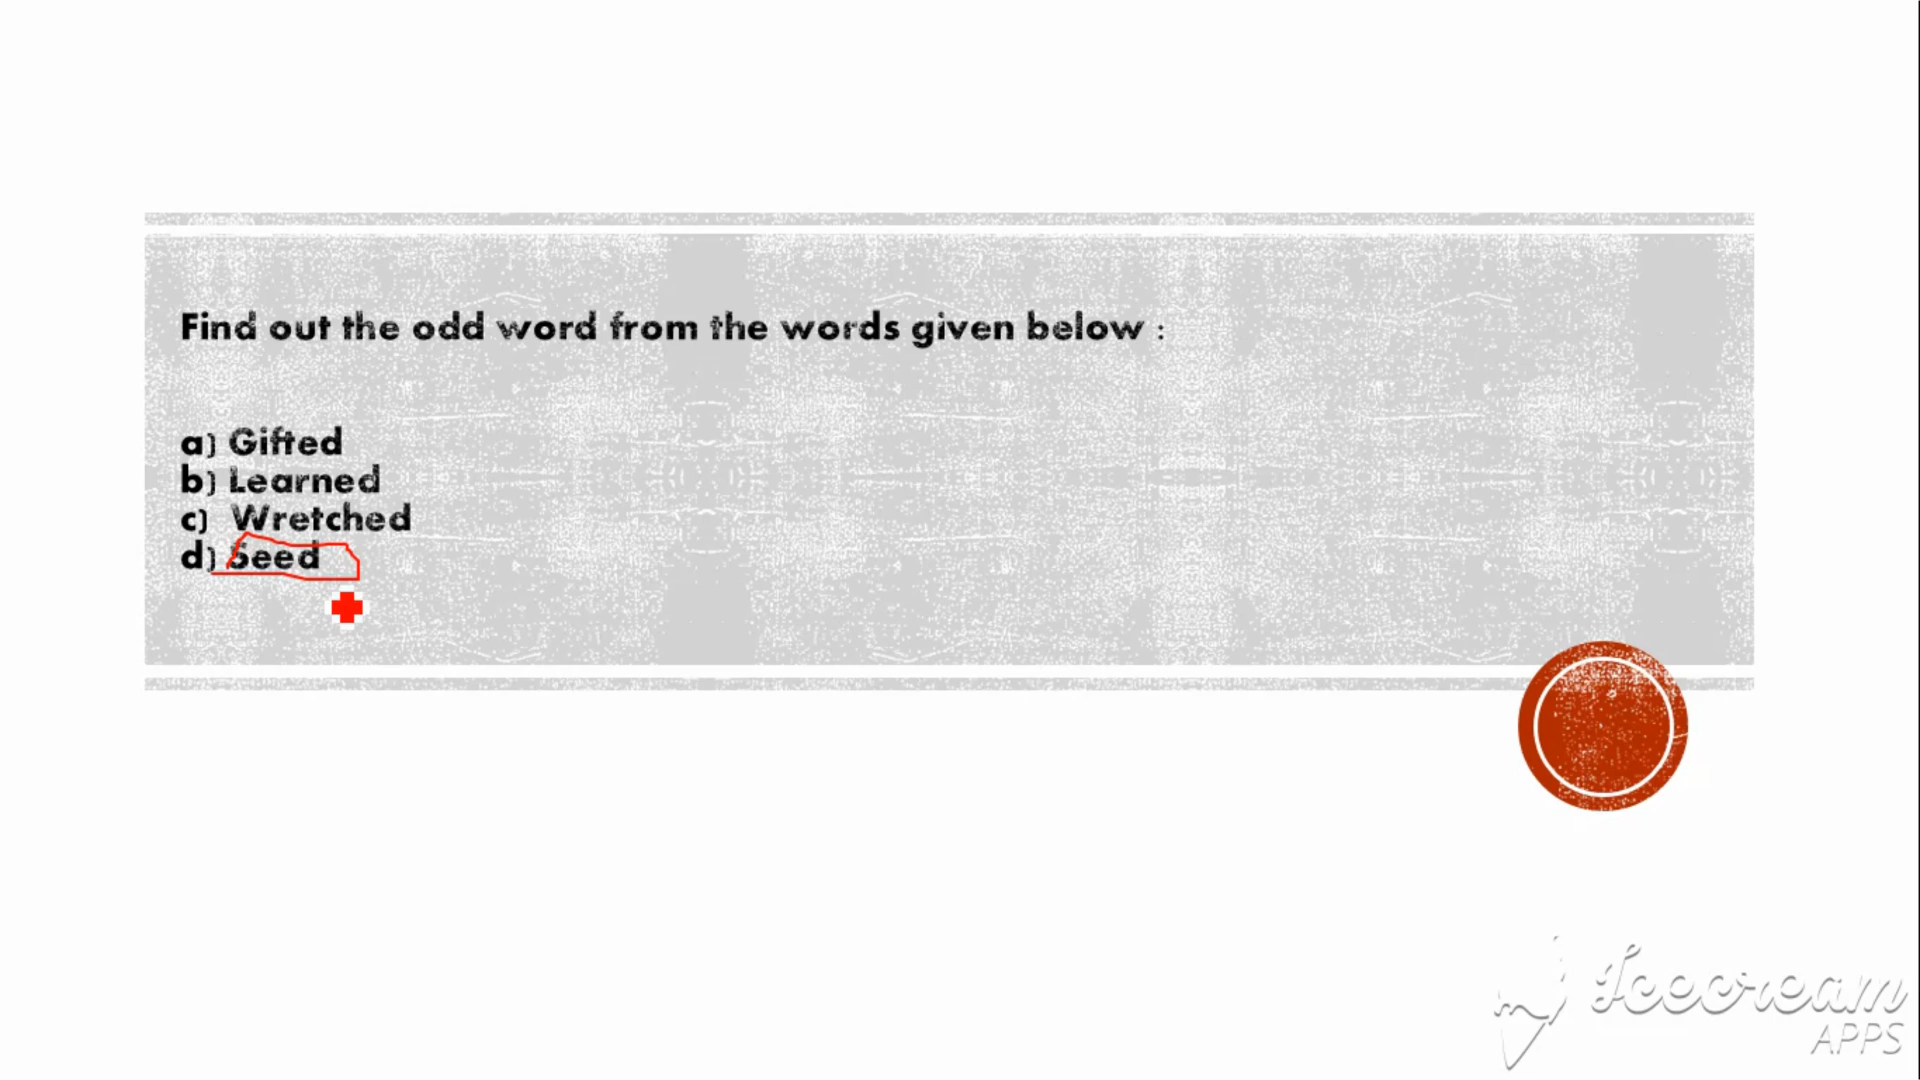 Find out the odd word from the words given below :
a) Gifted
b) Learned
c) Wretched
d) Seed
Icecream
APPS